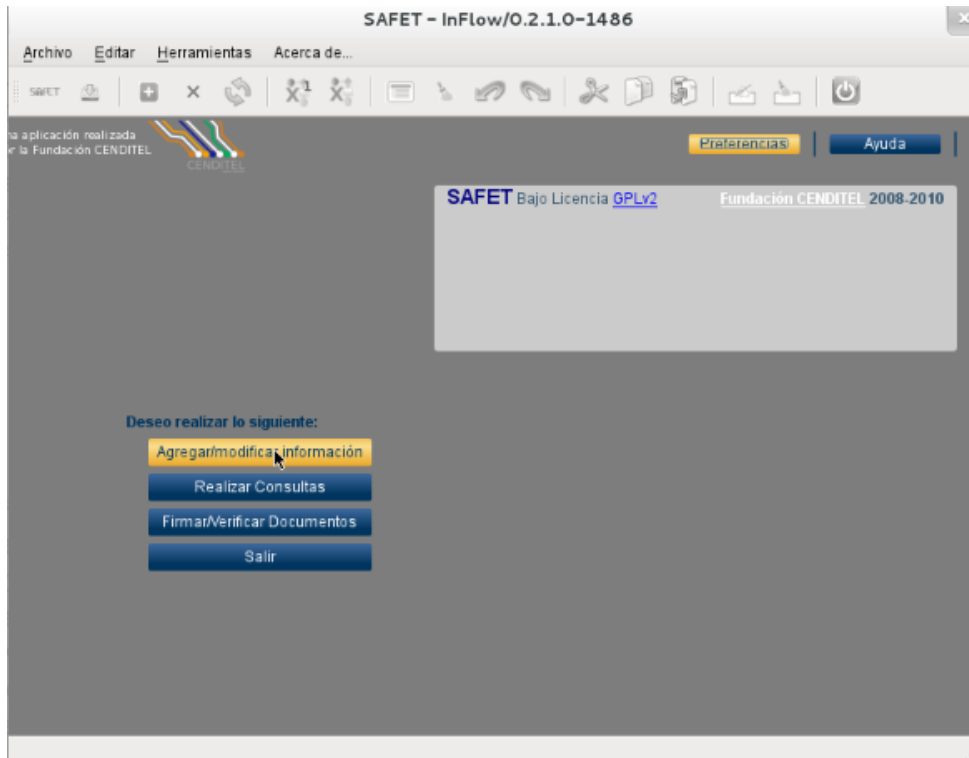 SAFET – InFlow/0.2.1.0-1486
Archivo Editar Herramientas Acerca de...
SAFET
aplicación realizada
la Fundación CENDITEL
CENDITEL
Preferencias Ayuda
SAFET Bajo Licencia GPLv2 Fundación CENDITEL 2008-2010
Deseo realizar lo siguiente:
Agregar/modificar información
Realizar Consultas
Firmar/Verificar Documentos
Salir